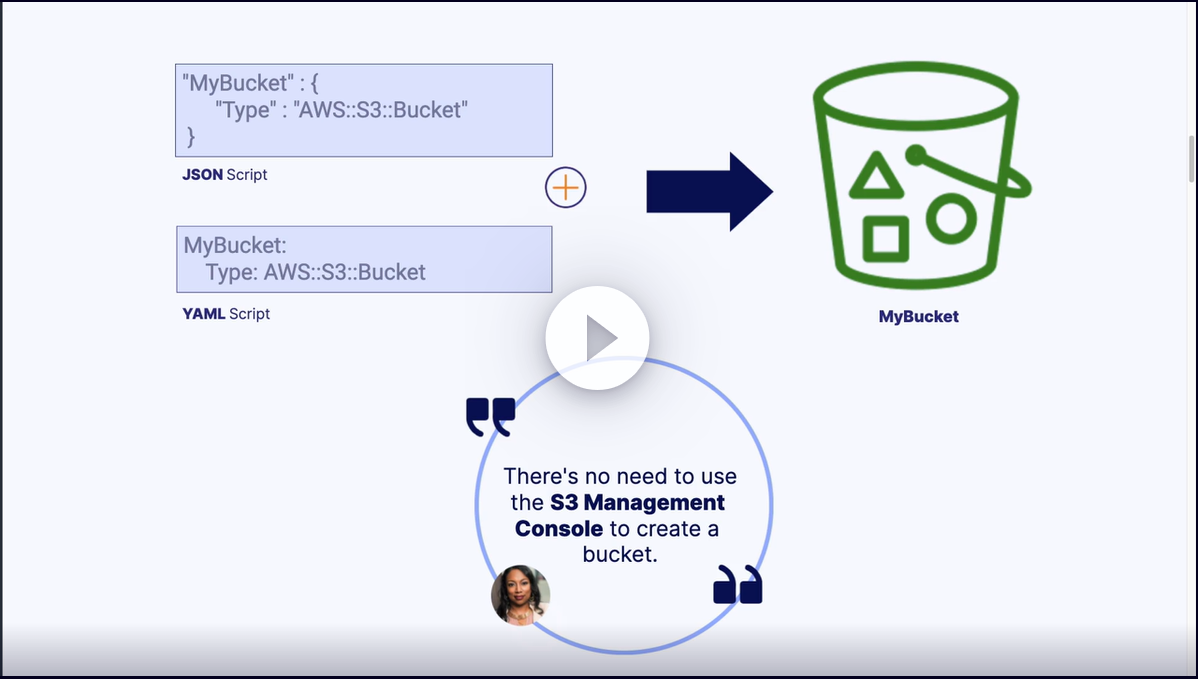 "MyBucket" : {
"Type" : "AWS::S3::Bucket"
}
JSON Script
MyBucket:
Type: AWS::S3::Bucket
YAML Script
MyBucket
There's no need to use
the S3 Management
Console to create a
bucket.